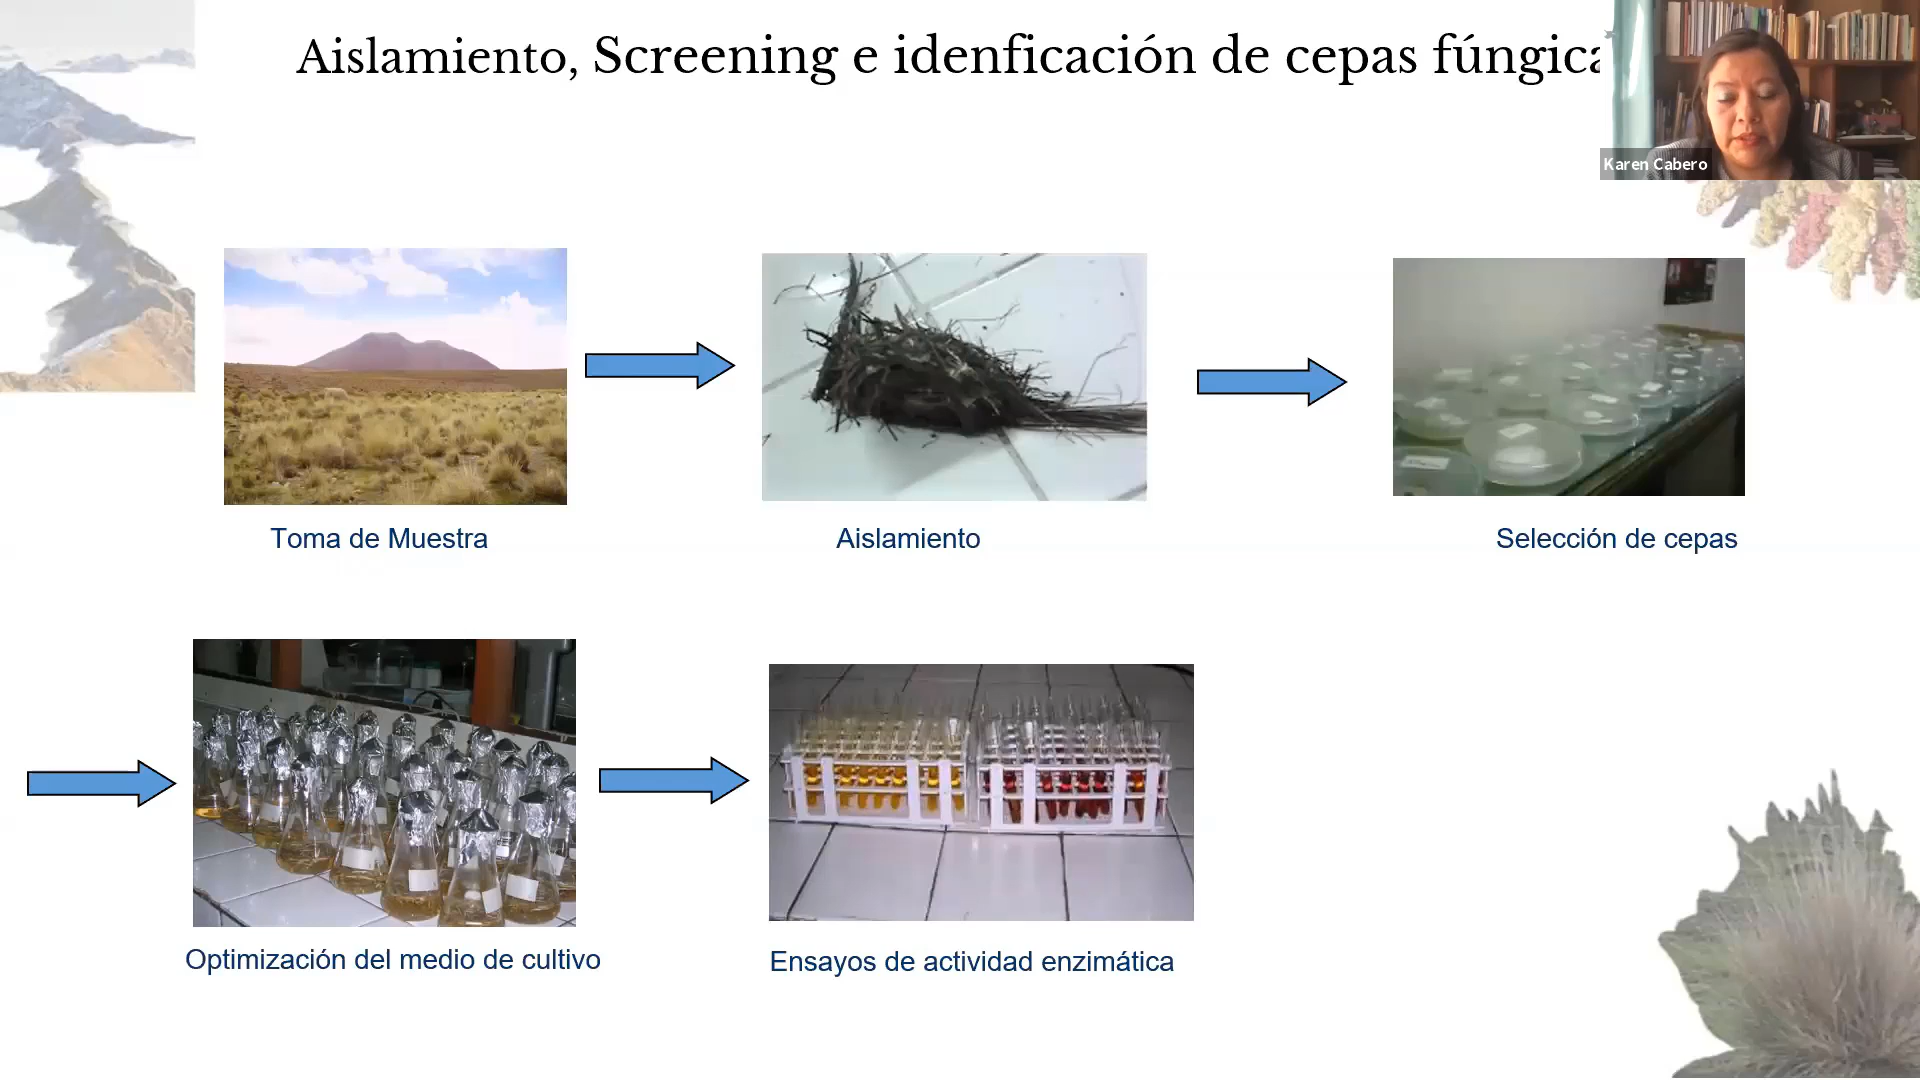 Aislamiento, Screening e idenficación de cepas fúngica
Karen Cabero
Toma de Muestra
Aislamiento
Selección de cepas
Optimización del medio de cultivo
Ensayos de actividad enzimática